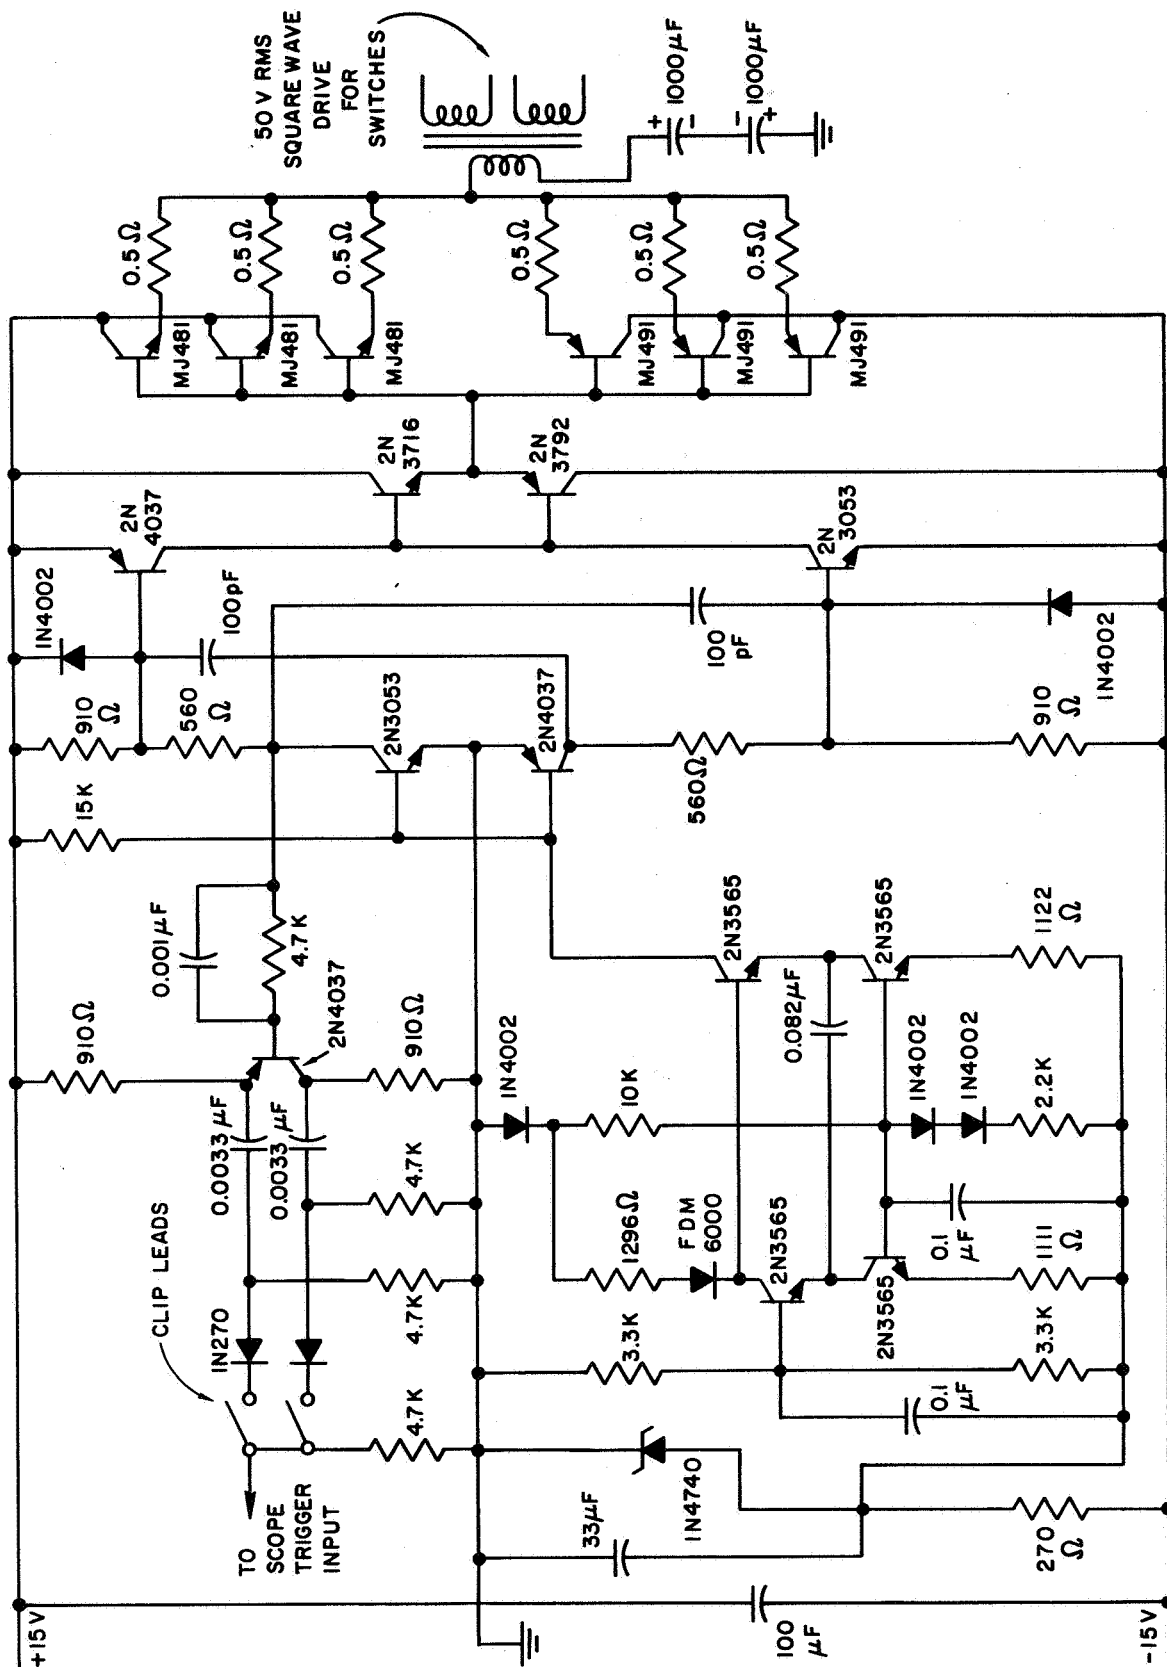 50 V RMS
SQUARE WAVE
DRIVE
FOR
SWITCHES
1000μF
1000μF
+
-
-
+
0.5Ω
0.5Ω
0.5Ω
0.5Ω
0.5Ω
0.5Ω
MJ481
MJ481
MJ481
MJ491
MJ491
MJ491
2N
3716
2N
3792
2N
4037
2N
3053
1N4002
100pF
100
pF
1N4002
910
Ω
560
Ω
2N3053
2N4037
560Ω
910
Ω
15K
0.001μF
4.7K
2N4037
2N3565
2N3565
1122
Ω
910Ω
910Ω
1N4002
0.082μF
0.0033 μF
0.0033 μF
10K
1N4002
1N4002
2.2K
CLIP LEADS
4.7K
4.7K
1296Ω
FDM
6000
2N3565
2N3565
0.1
μF
1111
Ω
1N270
4.7K
3.3K
3.3K
0.1
μF
TO
SCOPE
TRIGGER
INPUT
33μF
1N4740
270
Ω
+15V
100
μF
-15V